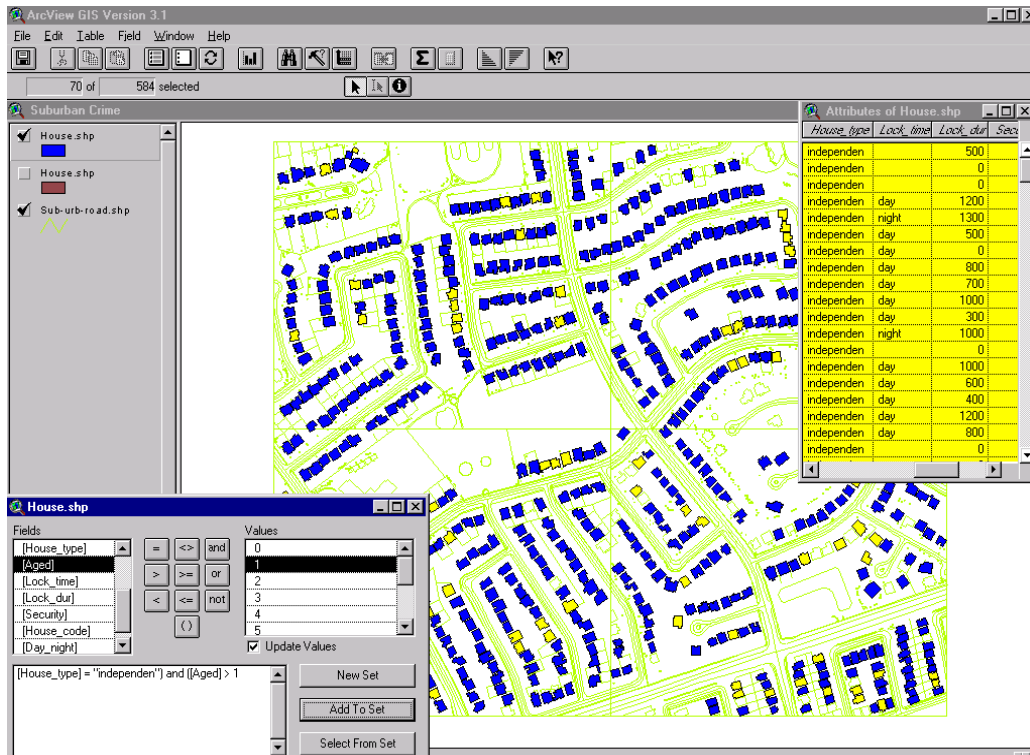 ArcView GIS Version 3.1
File Edit Table Field Window Help
70 of 584 selected
Suburban Crime
House.shp
House.shp
Sub-urb-road.shp
Attributes of House.shp
House_type Lock_time Lock_dur Secu
independen 500
independen 0
independen 0
independen day 1200
independen night 1300
independen day 500
independen day 0
independen day 800
independen day 700
independen day 1000
independen day 300
independen night 1000
independen 0
independen day 1000
independen day 600
independen day 400
independen day 1200
independen day 800
independen 0
House.shp
Fields
[House_type]
[Aged]
[Lock_time]
[Lock_dur]
[Security]
[House_code]
[Day_night]
= <> and
> >= or
< <= not
( )
Values
0
1
2
3
4
5
Update Values
[House_type] = "independen") and ([Aged] > 1
New Set
Add To Set
Select From Set